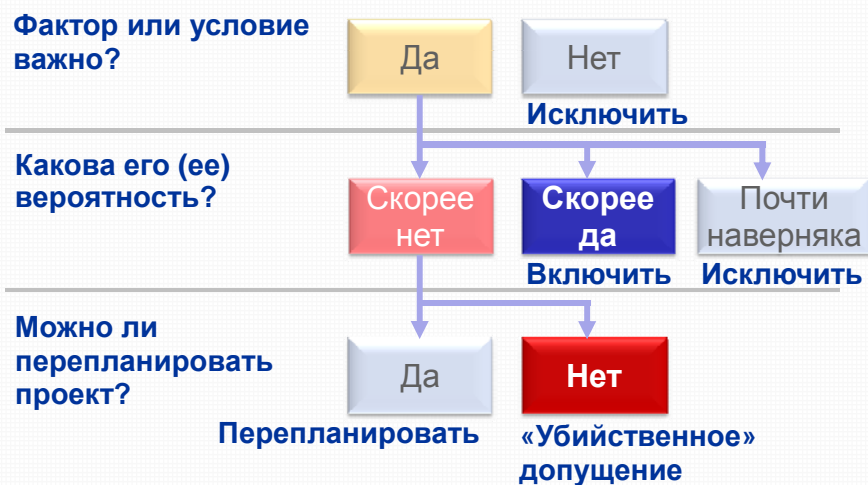 Фактор или условие
важно?
Да
Нет
Исключить
Какова его (ее)
вероятность?
Скорее
нет
Скорее
да
Почти
наверняка
Включить
Исключить
Можно ли
перепланировать
проект?
Да
Нет
Перепланировать
«Убийственное»
допущение